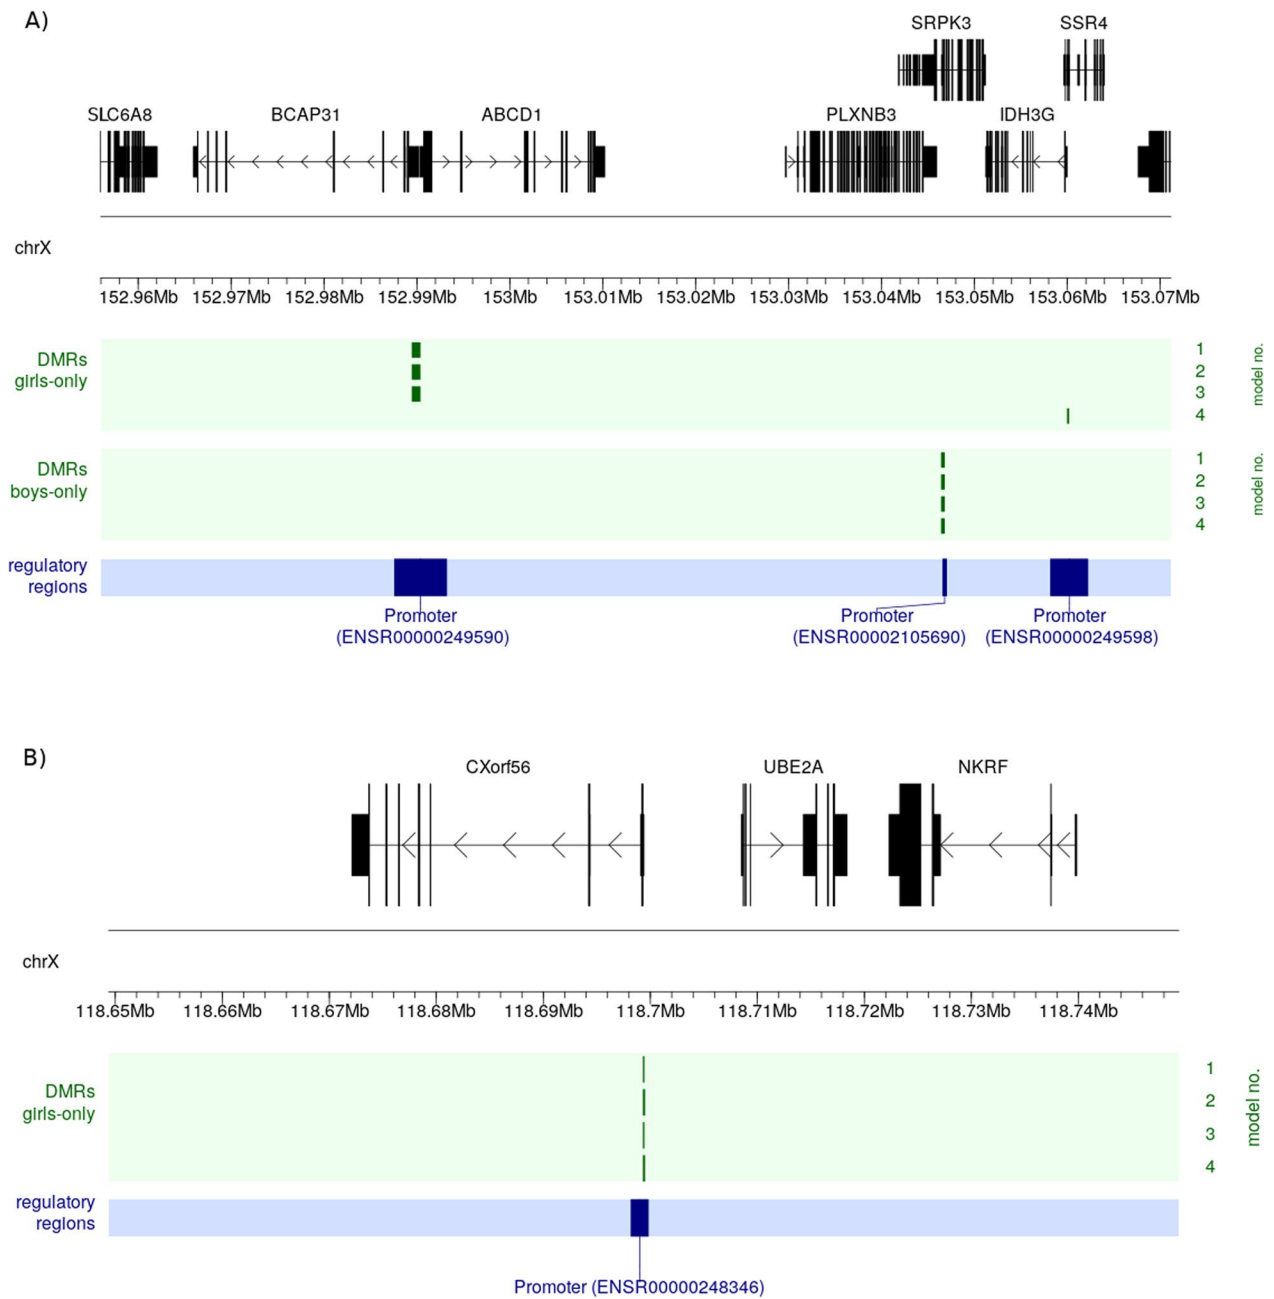 A)
SRPK3 SSR4
SLC6A8 BCAP31 ABCD1 PLXNB3 IDH3G
chrX
152.96Mb 152.97Mb 152.98Mb 152.99Mb 153Mb 153.01Mb 153.02Mb 153.03Mb 153.04Mb 153.05Mb 153.06Mb 153.07Mb
DMRs
girls-only
1
2
3
4
model no.
DMRs
boys-only
1
2
3
4
model no.
regulatory
regions
Promoter Promoter Promoter
(ENSR00000249590) (ENSR00002105690) (ENSR00000249598)
B)
CXorf56 UBE2A NKRF
chrX
118.65Mb 118.66Mb 118.67Mb 118.68Mb 118.69Mb 118.7Mb 118.71Mb 118.72Mb 118.73Mb 118.74Mb
DMRs
girls-only
1
2
3
4
model no.
regulatory
regions
Promoter (ENSR00000248346)